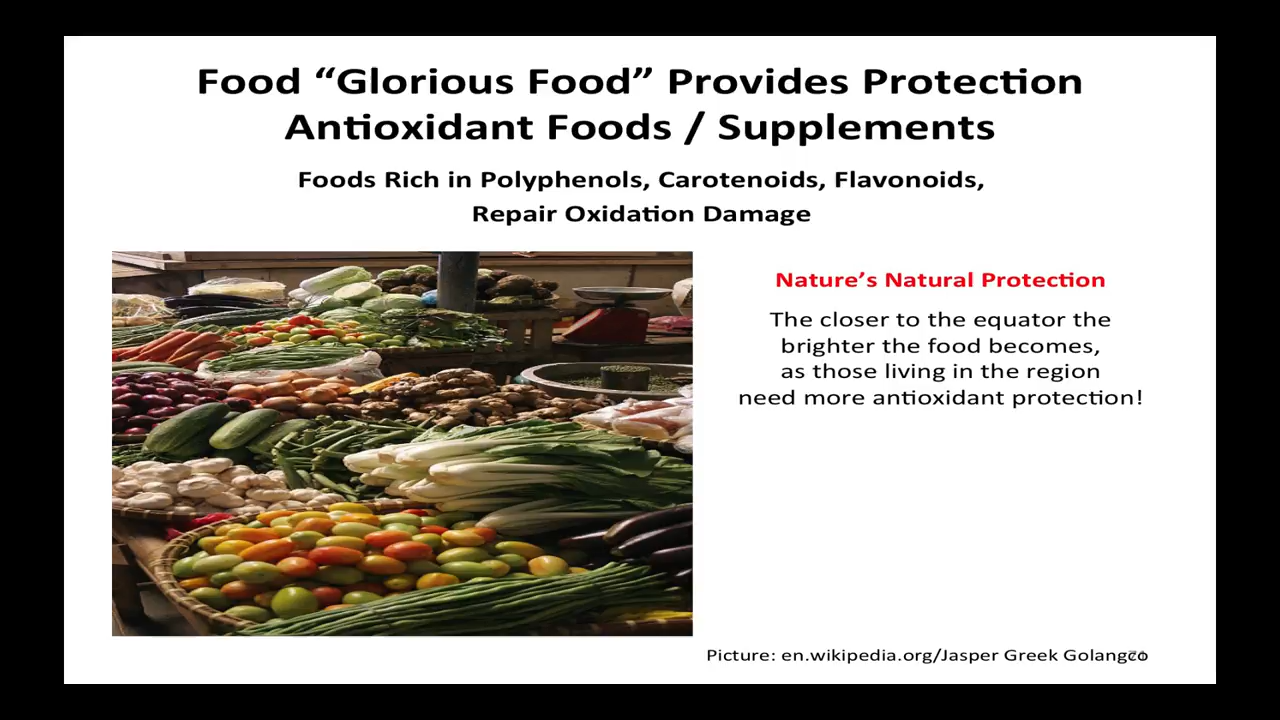 Food “Glorious Food” Provides Protection
Antioxidant Foods / Supplements
Foods Rich in Polyphenols, Carotenoids, Flavonoids,
Repair Oxidation Damage
Nature’s Natural Protection
The closer to the equator the
brighter the food becomes,
as those living in the region
need more antioxidant protection!
Picture: en.wikipedia.org/Jasper Greek Golangco